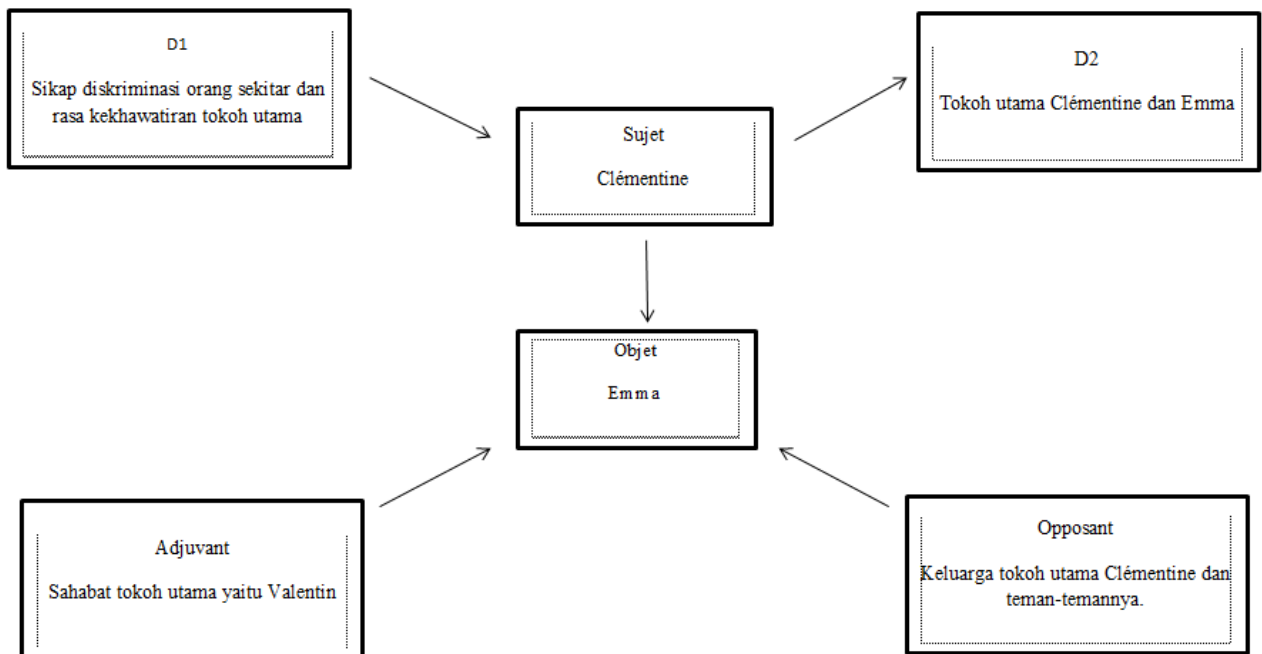 D1
Sikap diskriminasi orang sekitar dan
rasa kekhawatiran tokoh utama
D2
Tokoh utama Clémentine dan Emma
Sujet
Clémentine
Objet
Emma
Adjuvant
Sahabat tokoh utama yaitu Valentin
Opposant
Keluarga tokoh utama Clémentine dan
teman-temannya.